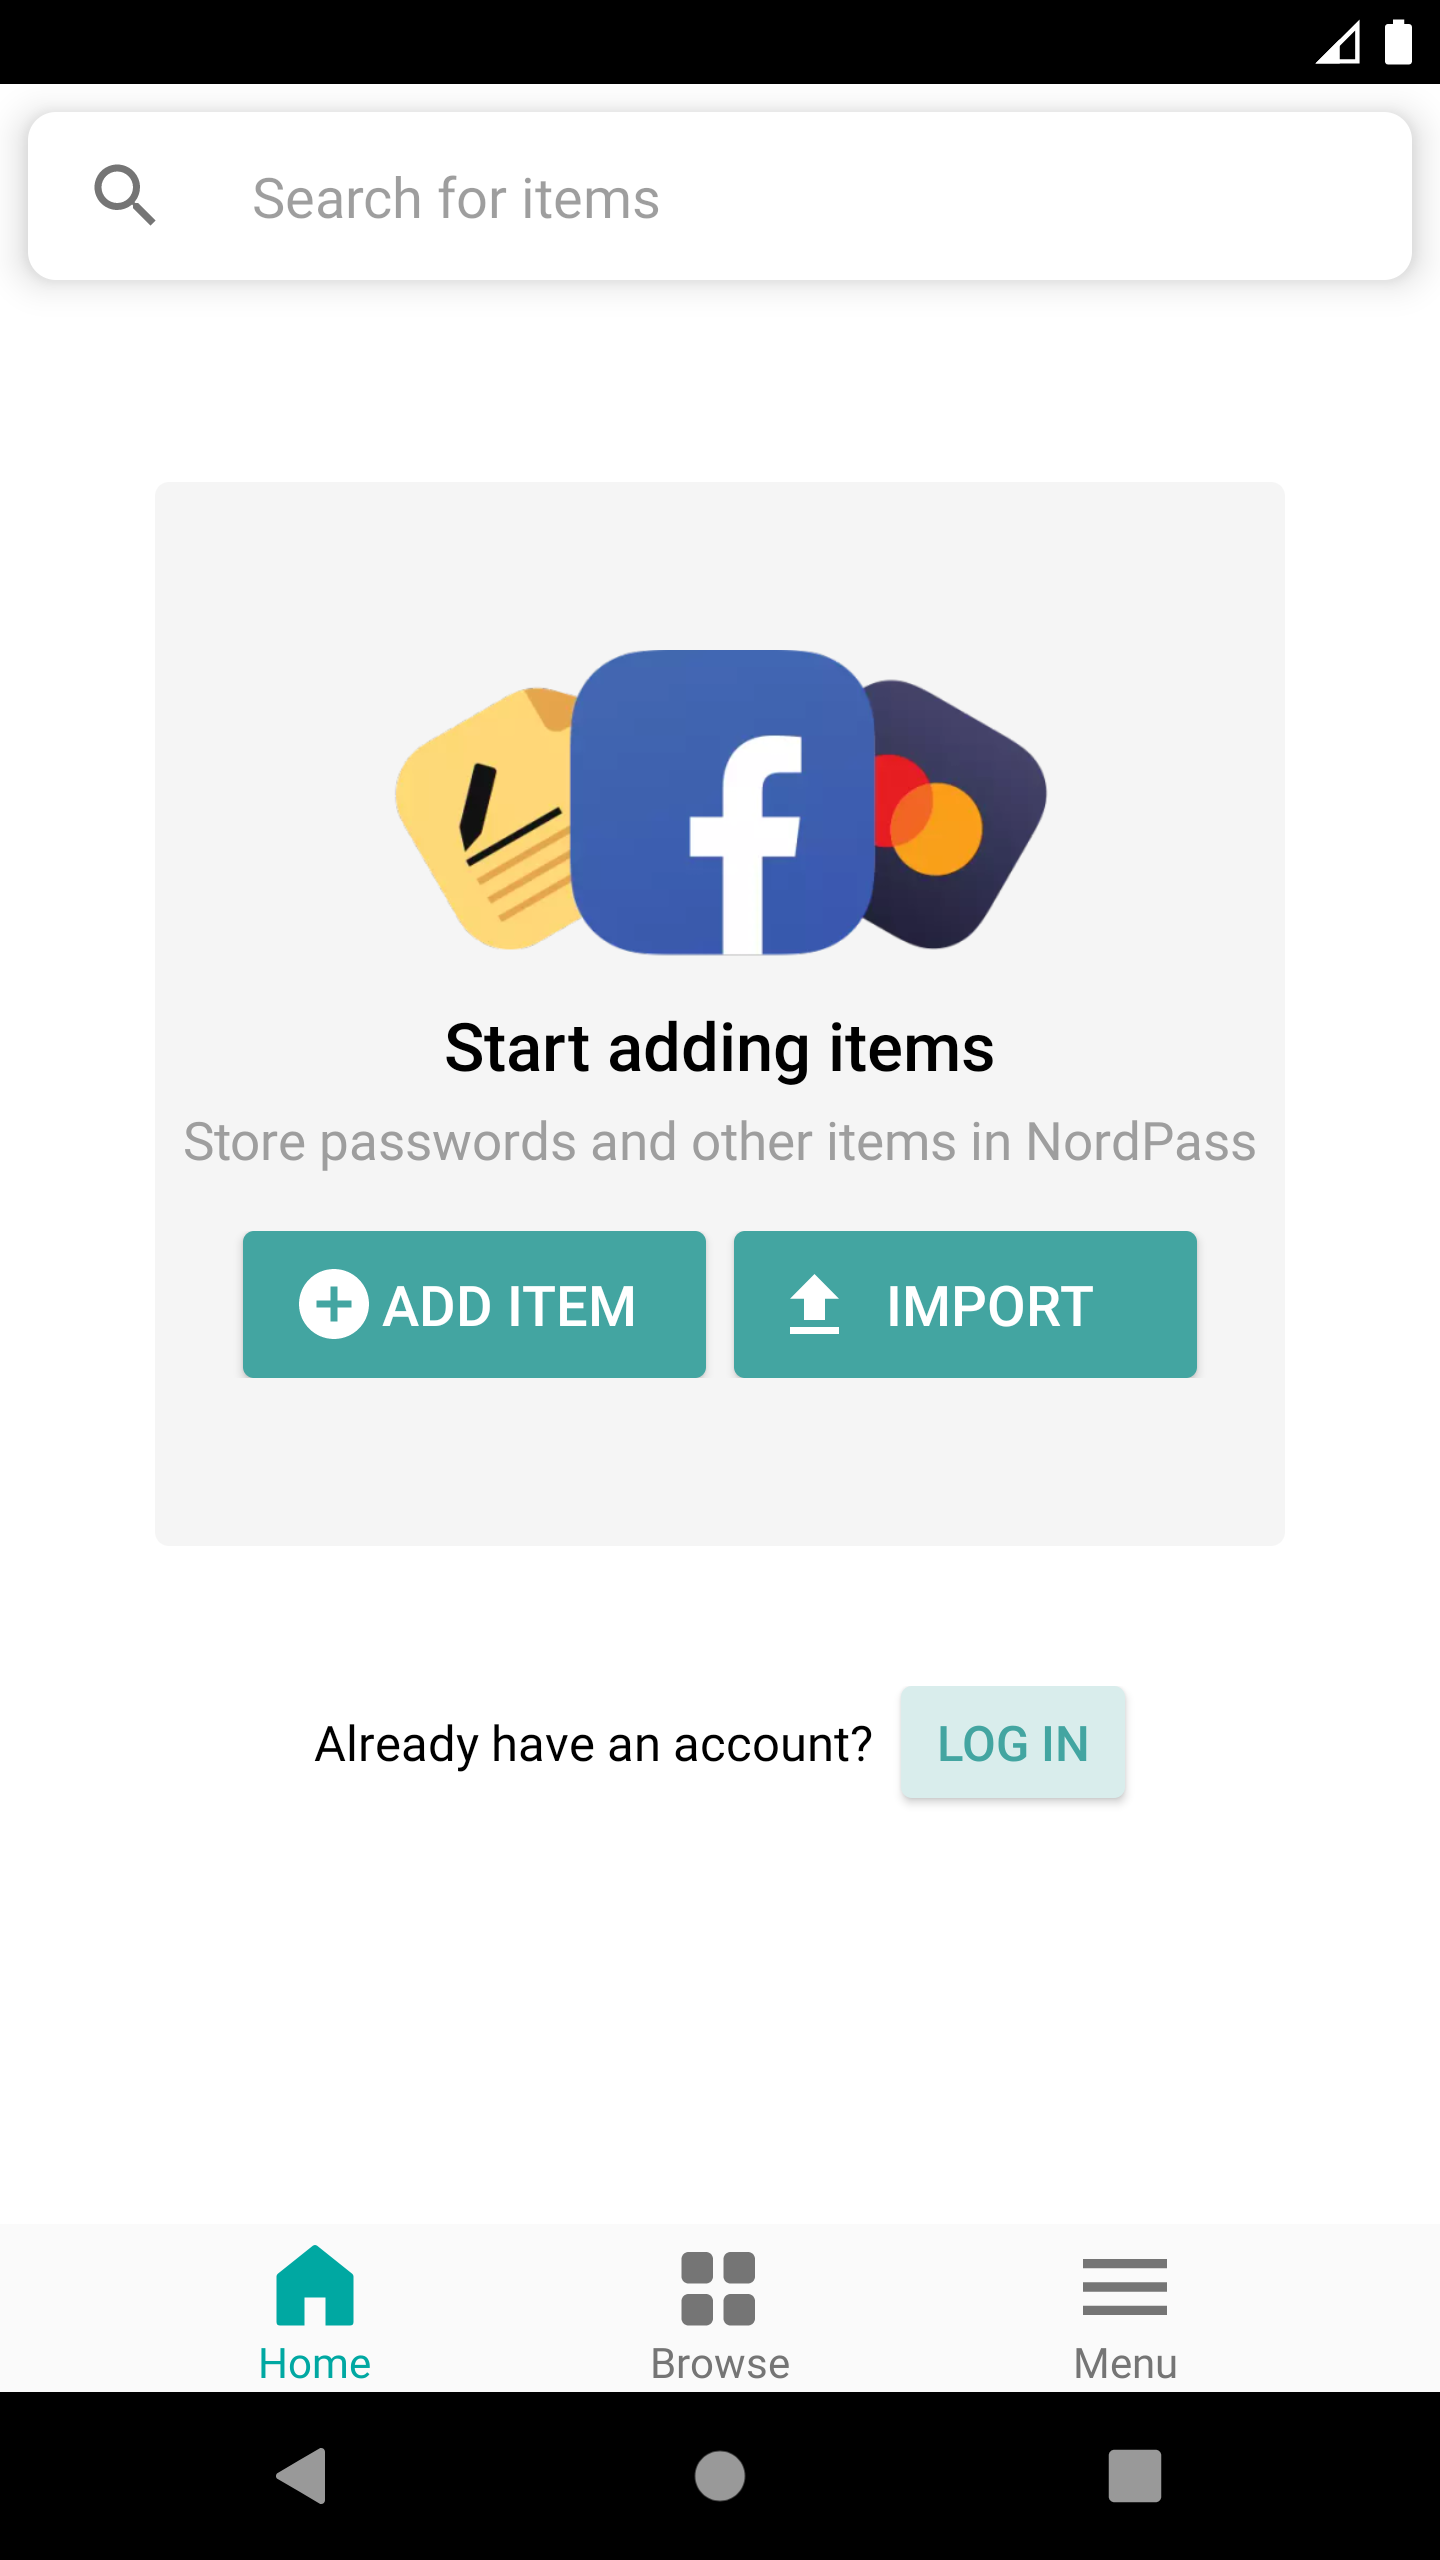 Search for items
Start adding items
Store passwords and other items in NordPass
ADD ITEM
IMPORT
Already have an account?
LOG IN
Home
Browse
Menu